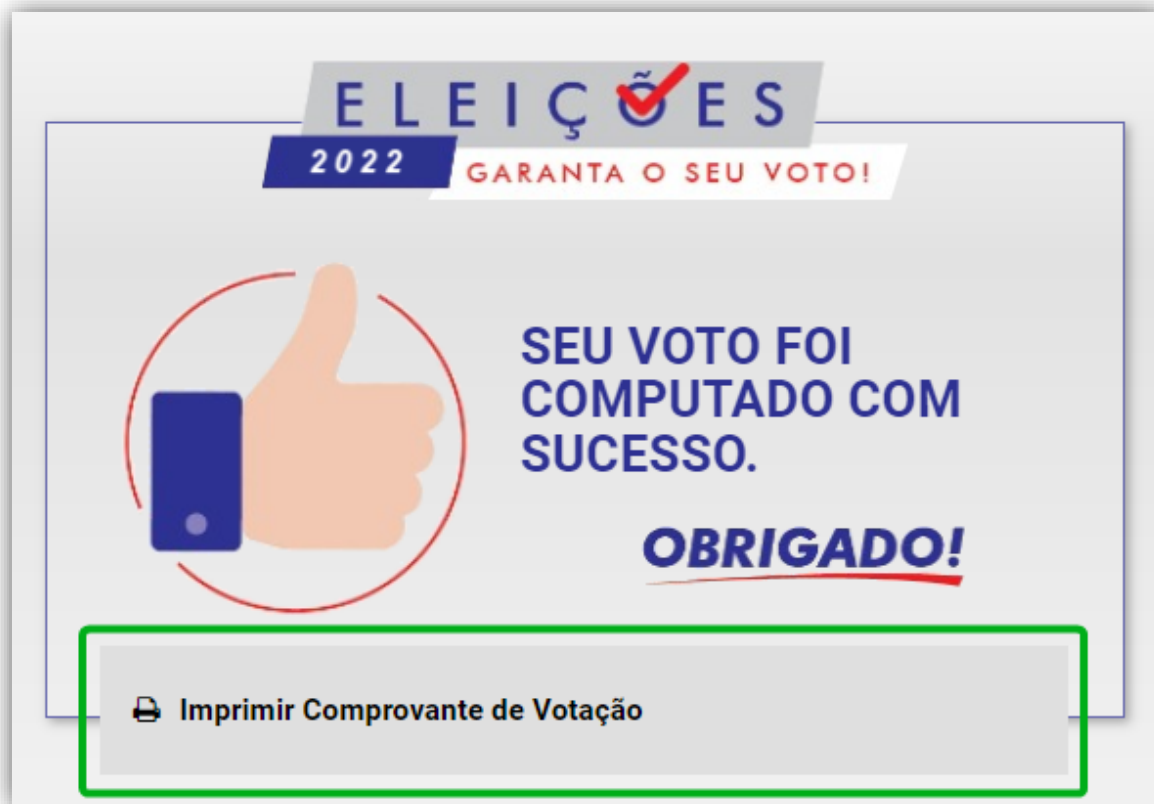 ELEIÇÕES
2022
GARANTA O SEU VOTO!
SEU VOTO FOI
COMPUTADO COM
SUCESSO.
OBRIGADO!
Imprimir Comprovante de Votação